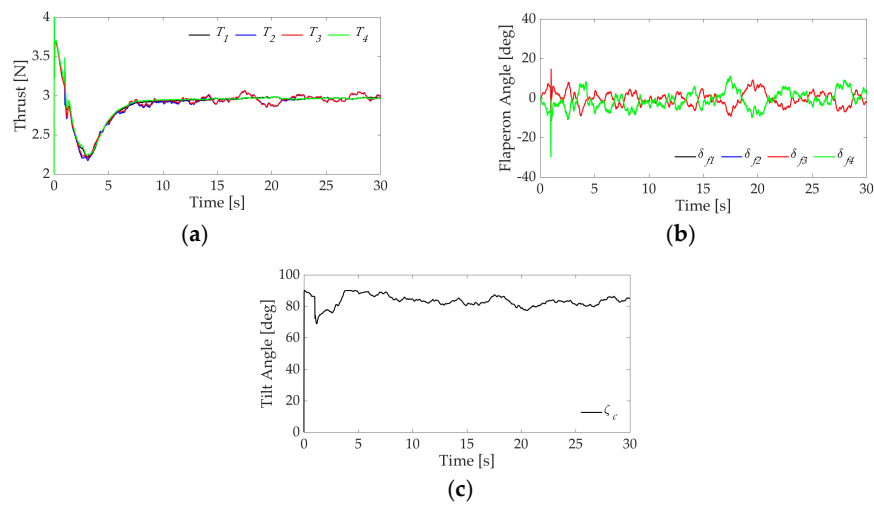 4
3.5
3
2.5
2
Thrust [N]
T1 T2 T3 T4
0 5 10 15 20 25 30
Time [s]
(a)
40
20
0
-20
-40
Flaperon Angle [deg]
δf1 δf2 δf3 δf4
0 5 10 15 20 25 30
Time [s]
(b)
100
80
60
40
20
0
Tilt Angle [deg]
ζc
0 5 10 15 20 25 30
Time [s]
(c)